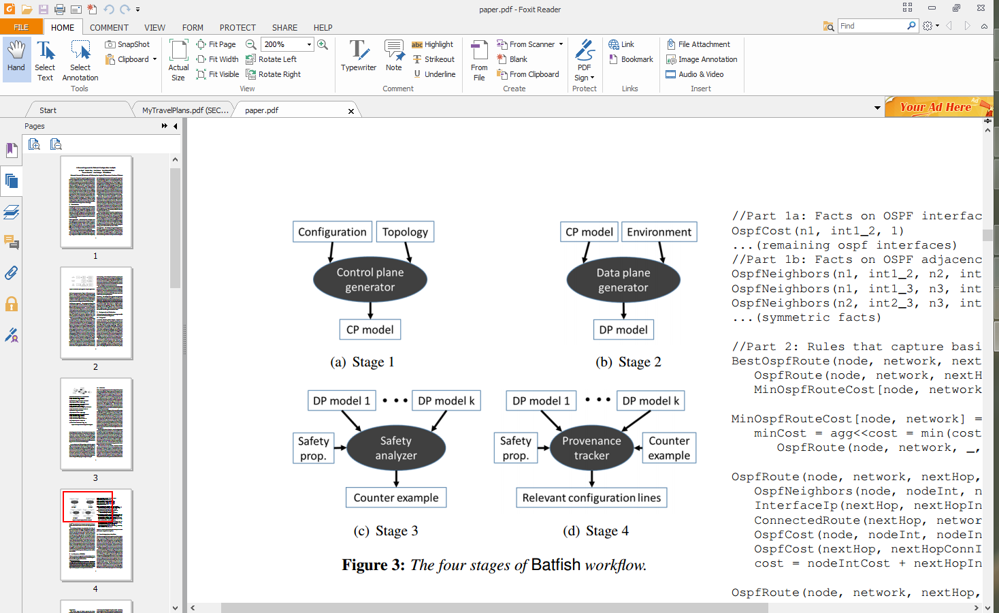 paper.pdf - Foxit Reader
FILE HOME COMMENT VIEW FORM PROTECT SHARE HELP
Find
Hand
Select Text
Select Annotation
SnapShot
Clipboard
Tools
Actual Size
Fit Page
Fit Width
Fit Visible
200%
Rotate Left
Rotate Right
View
Typewriter
Note
abc Highlight
T Strikeout
U Underline
Comment
From File
From Scanner
Blank
From Clipboard
Create
PDF Sign
Protect
Link
Bookmark
Links
File Attachment
Image Annotation
Audio & Video
Insert
Start
MyTravelPlans.pdf (SEC...
paper.pdf
Your Ad Here
Ad
Pages
1
2
3
4
Configuration Topology
Control plane
generator
CP model
(a) Stage 1
CP model Environment
Data plane
generator
DP model
(b) Stage 2
DP model 1 • • • DP model k
Safety
prop.
Safety
analyzer
Counter example
(c) Stage 3
DP model 1 • • • DP model k
Safety
prop.
Provenance
tracker
Counter
example
Relevant configuration lines
(d) Stage 4
Figure 3: The four stages of Batfish workflow.
//Part 1a: Facts on OSPF interfac
OspfCost(n1, int1_2, 1)
...(remaining ospf interfaces)
//Part 1b: Facts on OSPF adjacenc
OspfNeighbors(n1, int1_2, n2, int
OspfNeighbors(n1, int1_3, n3, int
OspfNeighbors(n2, int2_3, n3, int
...(symmetric facts)
//Part 2: Rules that capture basi
BestOspfRoute(node, network, next
OspfRoute(node, network, nextH
MinOspfRouteCost[node, network
MinOspfRouteCost[node, network] =
minCost = agg<<cost = min(cost
OspfRoute(node, network, _,
OspfRoute(node, network, nextHop,
OspfNeighbors(node, nodeInt, n
InterfaceIp(nextHop, nextHopIn
ConnectedRoute(nextHop, networ
OspfCost(node, nodeInt, nodeIn
OspfCost(nextHop, nextHopConnI
cost = nodeIntCost + nextHopIn
OspfRoute(node, network, nextHop,